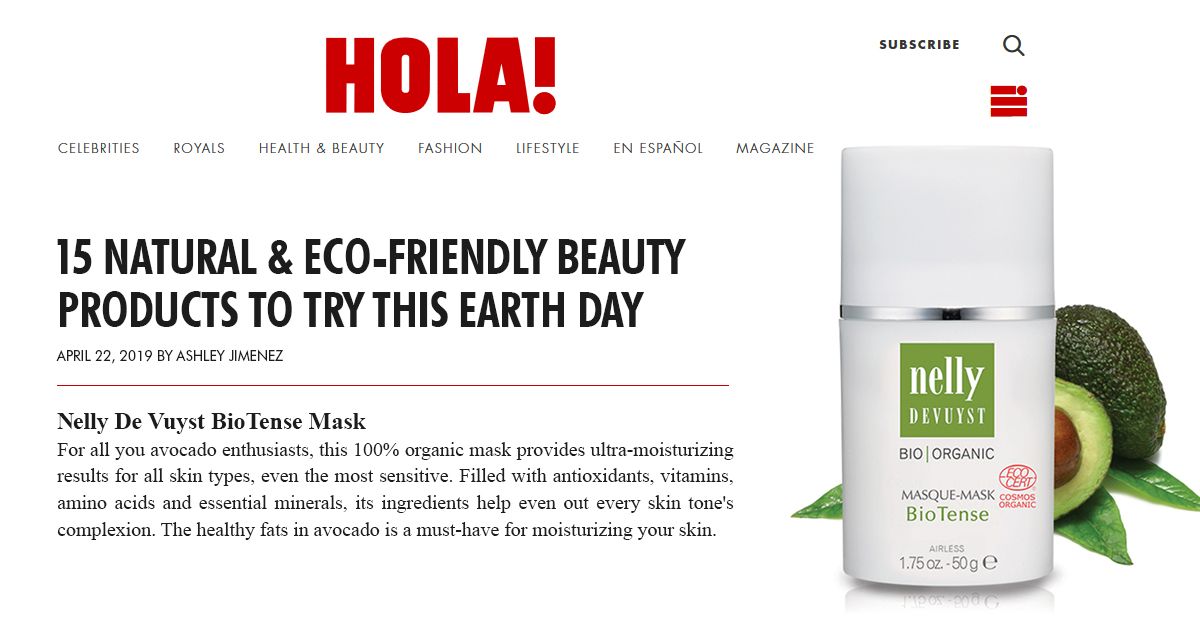 HOLA!
SUBSCRIBE
CELEBRITIES ROYALS HEALTH & BEAUTY FASHION LIFESTYLE EN ESPAÑOL MAGAZINE
15 NATURAL & ECO-FRIENDLY BEAUTY
PRODUCTS TO TRY THIS EARTH DAY
APRIL 22, 2019 BY ASHLEY JIMENEZ
Nelly De Vuyst BioTense Mask
For all you avocado enthusiasts, this 100% organic mask provides ultra-moisturizing
results for all skin types, even the most sensitive. Filled with antioxidants, vitamins,
amino acids and essential minerals, its ingredients help even out every skin tone's
complexion. The healthy fats in avocado is a must-have for moisturizing your skin.
nelly
DEVUYST
BIO|ORGANIC
ECO
CERT
COSMOS
ORGANIC
MASQUE-MASK
BioTense
AIRLESS
1.75 oz. - 50 g ℮